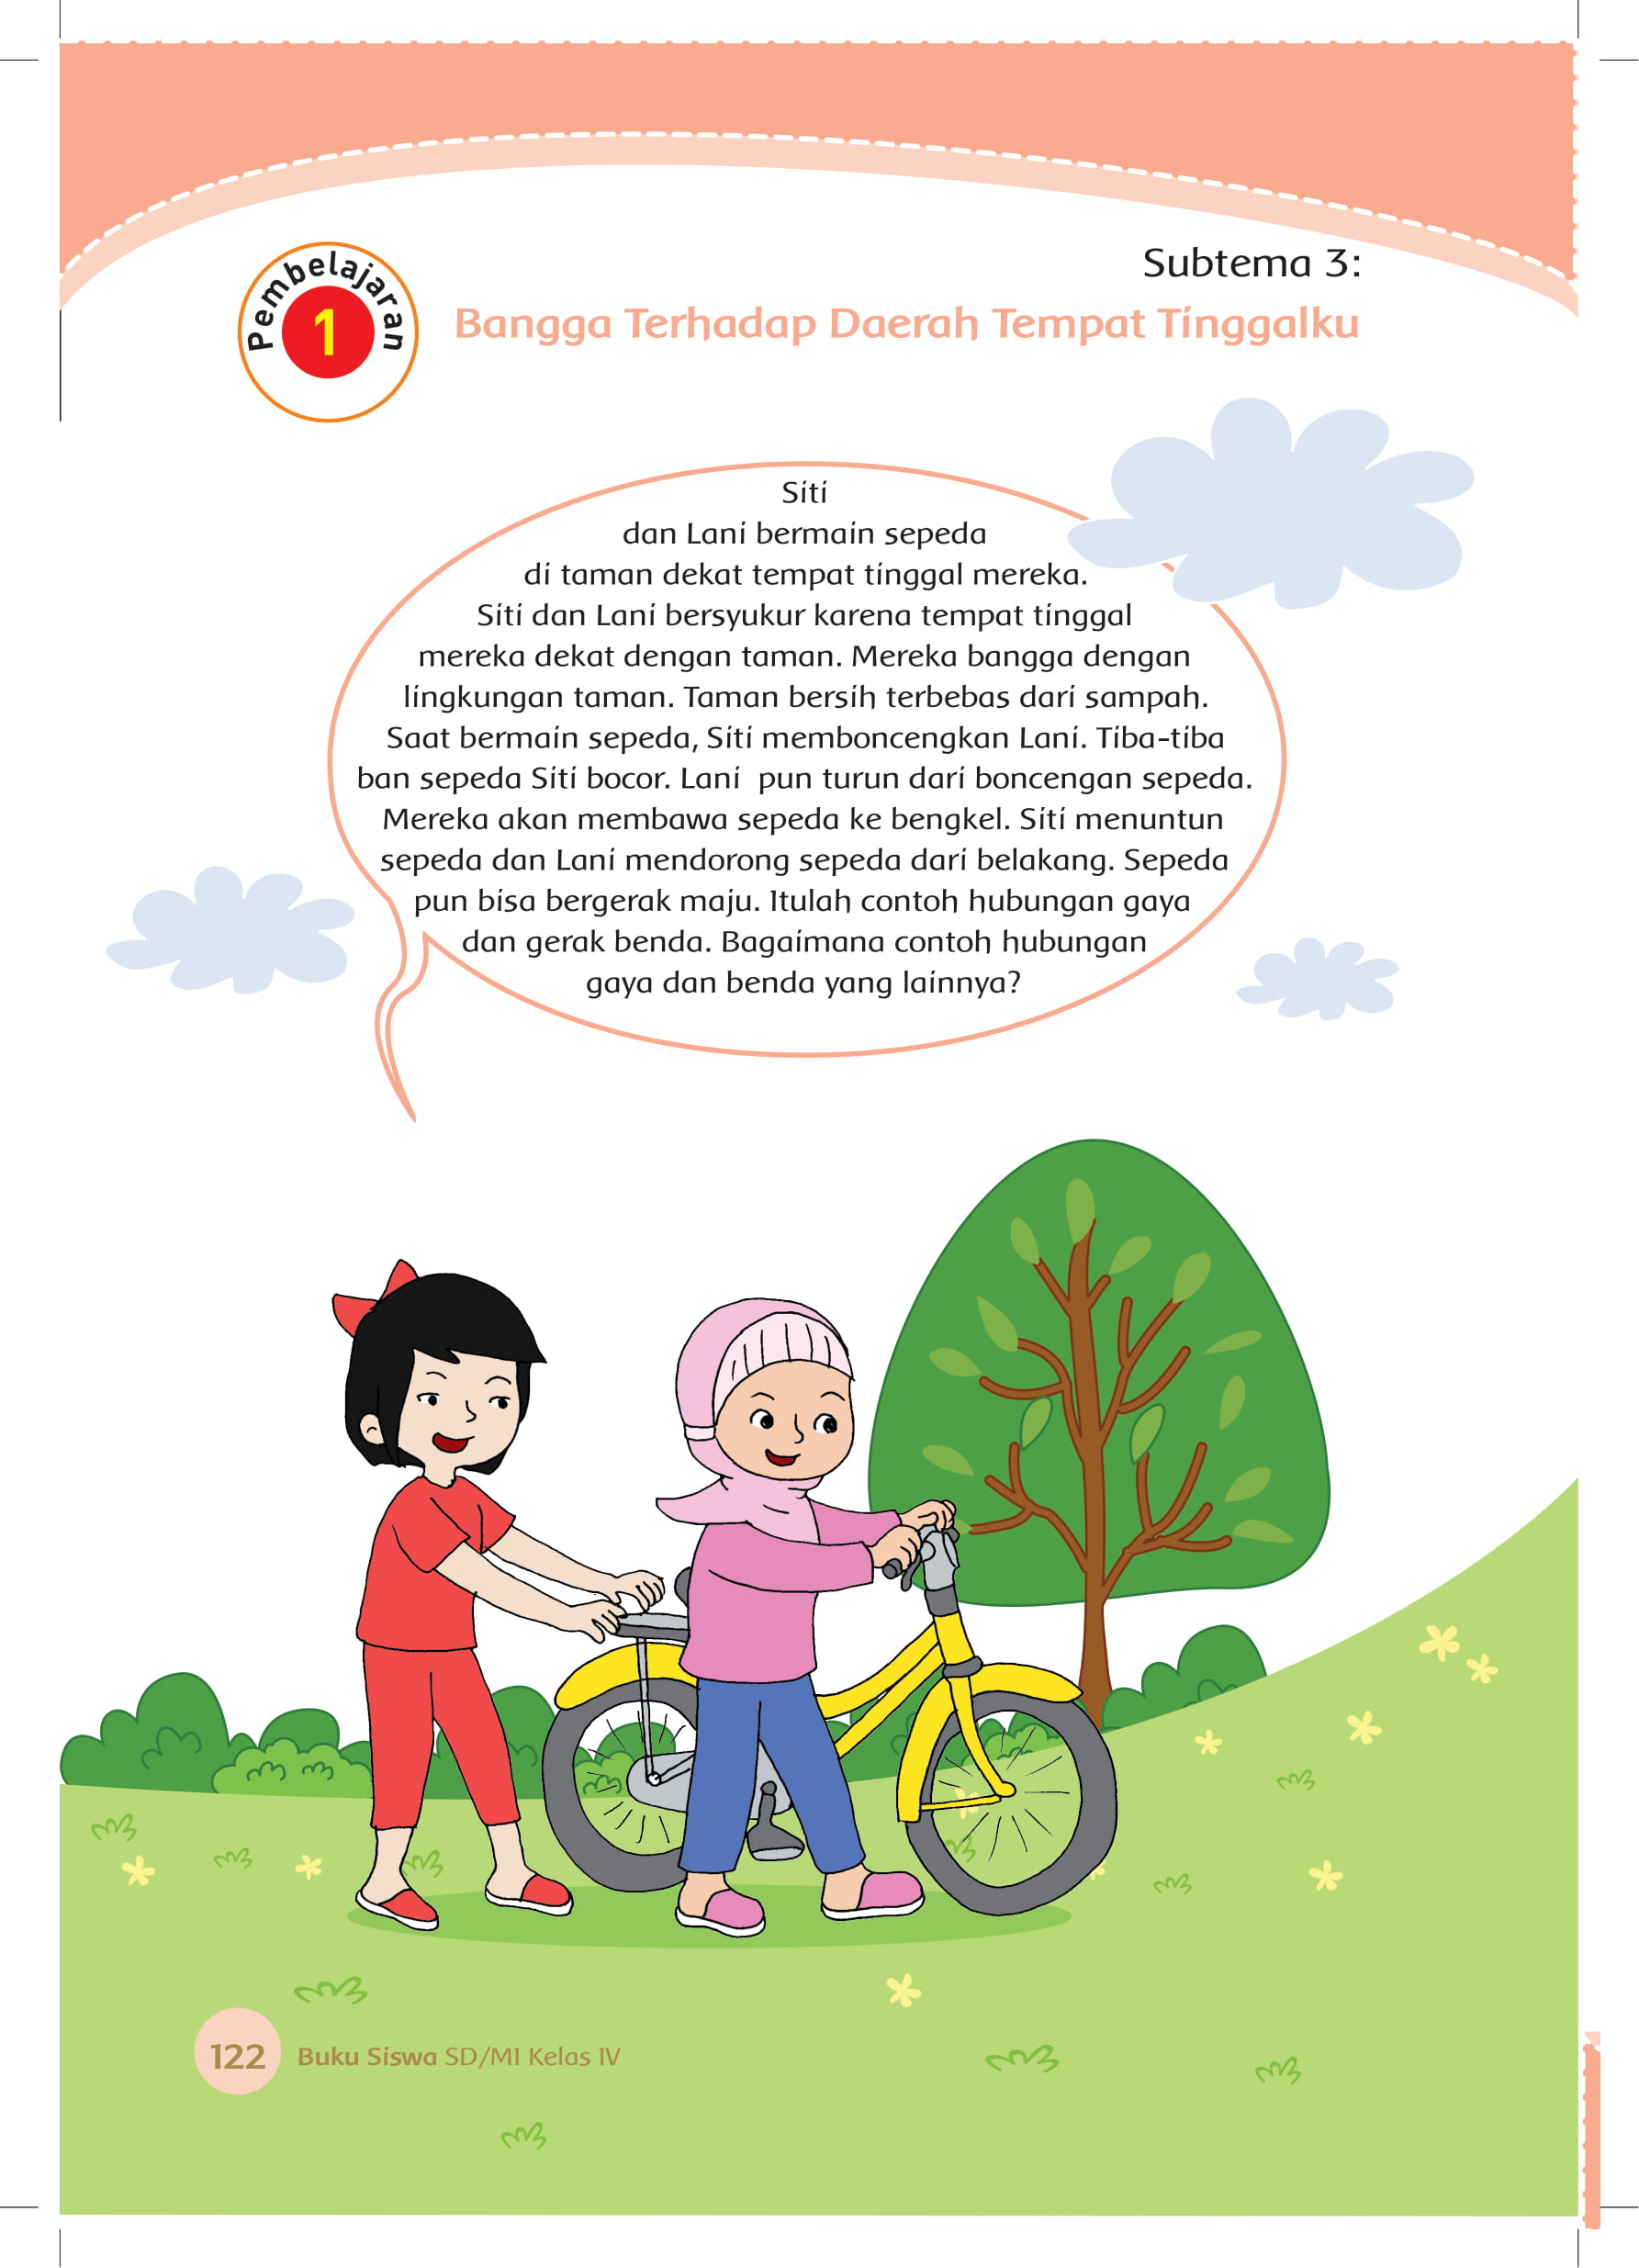 Subtema 3:
Pembelajaran
1
Bangga Terhadap Daerah Tempat Tinggalku
Siti
dan Lani bermain sepeda
di taman dekat tempat tinggal mereka.
Siti dan Lani bersyukur karena tempat tinggal
mereka dekat dengan taman. Mereka bangga dengan
lingkungan taman. Taman bersih terbebas dari sampah.
Saat bermain sepeda, Siti memboncengkan Lani. Tiba-tiba
ban sepeda Siti bocor. Lani  pun turun dari boncengan sepeda.
Mereka akan membawa sepeda ke bengkel. Siti menuntun
sepeda dan Lani mendorong sepeda dari belakang. Sepeda
pun bisa bergerak maju. Itulah contoh hubungan gaya
dan gerak benda. Bagaimana contoh hubungan
gaya dan benda yang lainnya?
122 Buku Siswa SD/MI Kelas IV